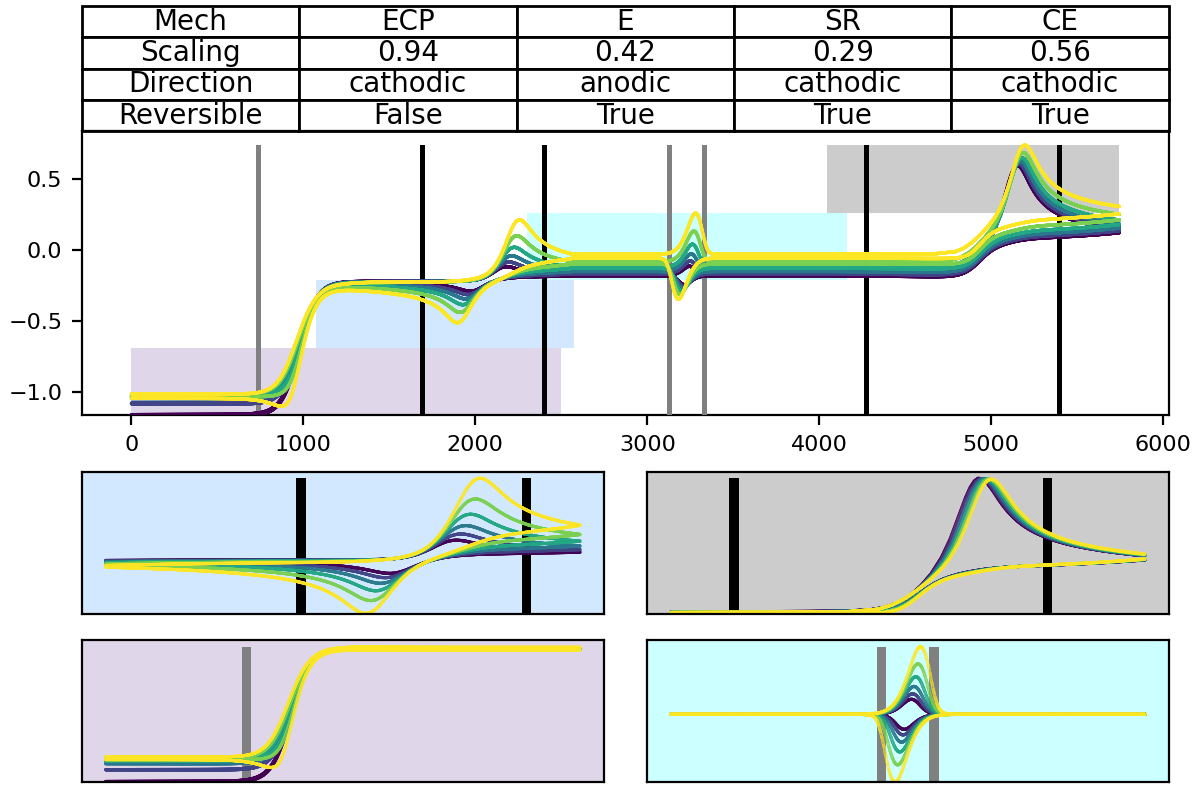 Mech ECP E SR CE
Scaling 0.94 0.42 0.29 0.56
Direction cathodic anodic cathodic cathodic
Reversible False True True True
0.5
0.0
−0.5
−1.0
0 1000 2000 3000 4000 5000 6000